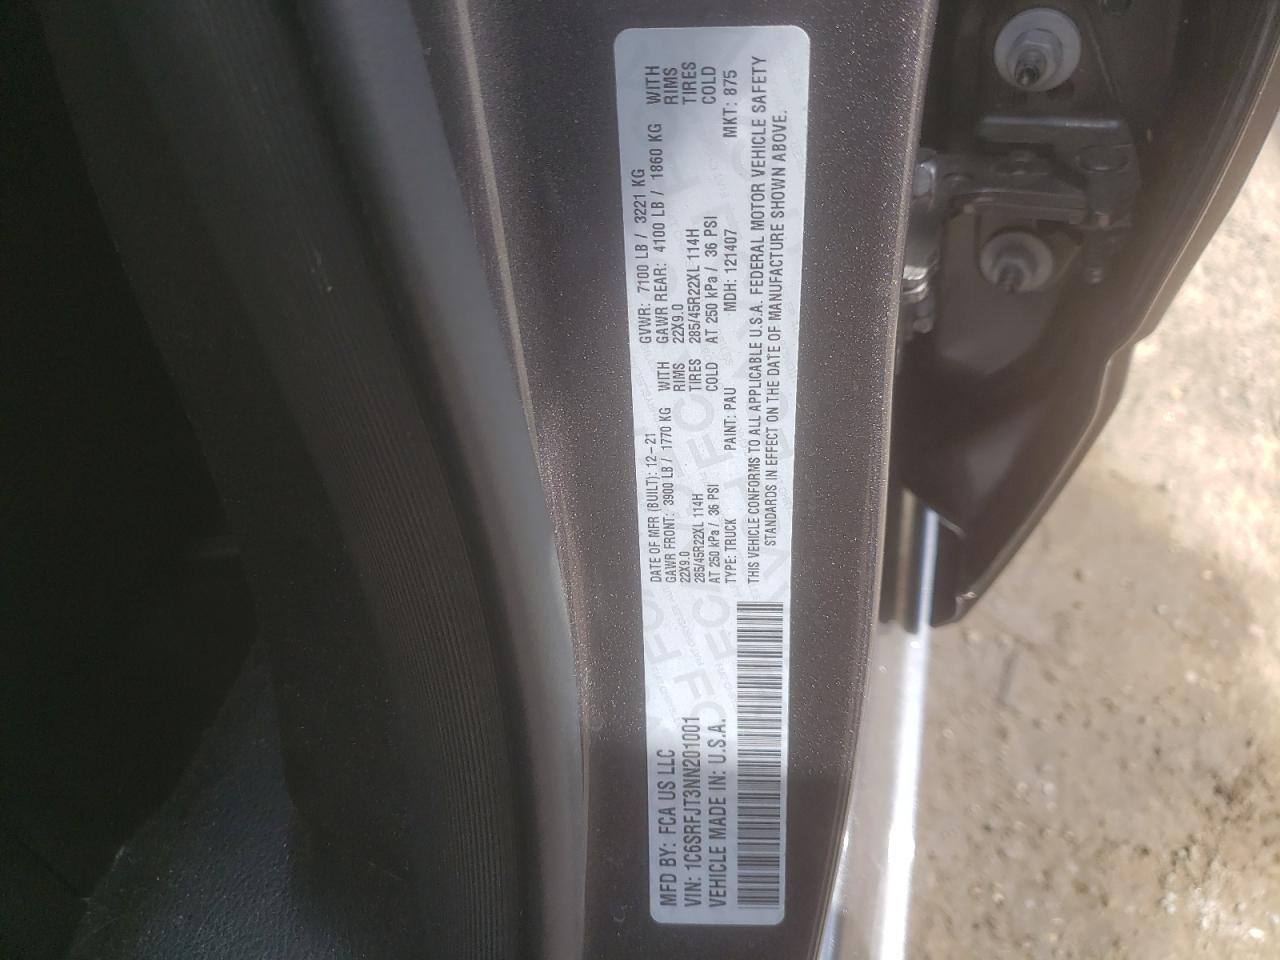 MFD BY: FCA US LLC
VIN: 1C6SRFJT3NN201001
VEHICLE MADE IN: U.S.A.
DATE OF MFR (BUILT): 12-21
GVWR: 7100 LB / 3221 KG
GAWR FRONT: 3900 LB / 1770 KG WITH
22X9.0 RIMS
285/45R22XL 114H TIRES
AT 250 kPa / 36 PSI COLD
GAWR REAR: 4100 LB / 1860 KG WITH
22X9.0 RIMS
285/45R22XL 114H TIRES
AT 250 kPa / 36 PSI COLD
TYPE: TRUCK PAINT: PAU MDH: 121407 MKT: 875
THIS VEHICLE CONFORMS TO ALL APPLICABLE U.S.A. FEDERAL MOTOR VEHICLE SAFETY
STANDARDS IN EFFECT ON THE DATE OF MANUFACTURE SHOWN ABOVE.